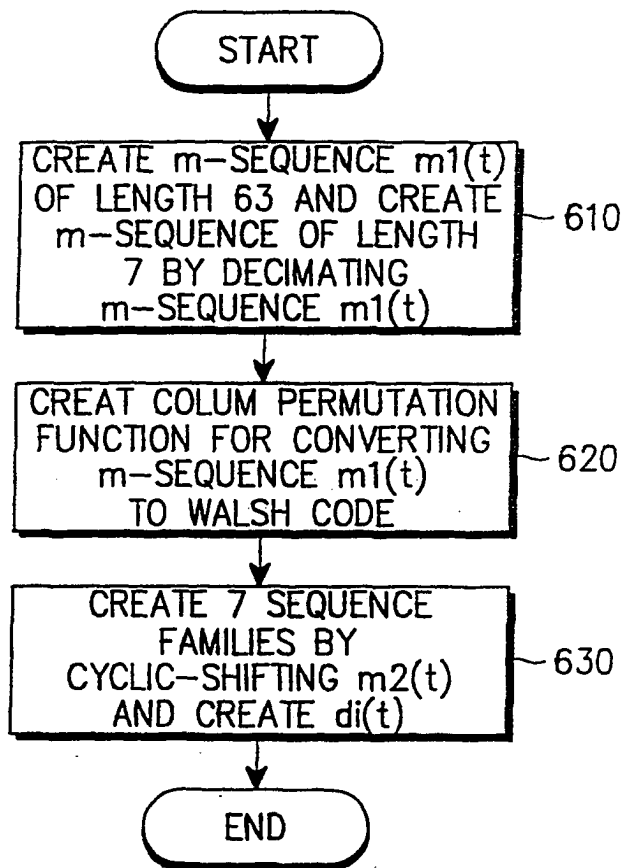 START
CREATE m-SEQUENCE m1(t)
OF LENGTH 63 AND CREATE
m-SEQUENCE OF LENGTH
7 BY DECIMATING
m-SEQUENCE m1(t)
610
CREAT COLUM PERMUTATION
FUNCTION FOR CONVERTING
m-SEQUENCE m1(t)
TO WALSH CODE
620
CREATE 7 SEQUENCE
FAMILIES BY
CYCLIC-SHIFTING m2(t)
AND CREATE di(t)
630
END